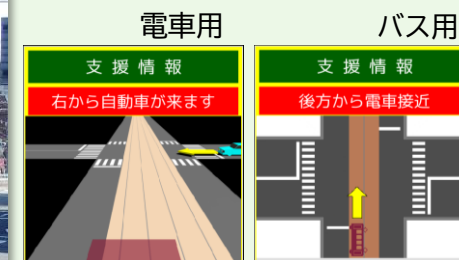 電車用
支援情報
右から自動車が来ます
バス用
支援情報
後方から電車接近